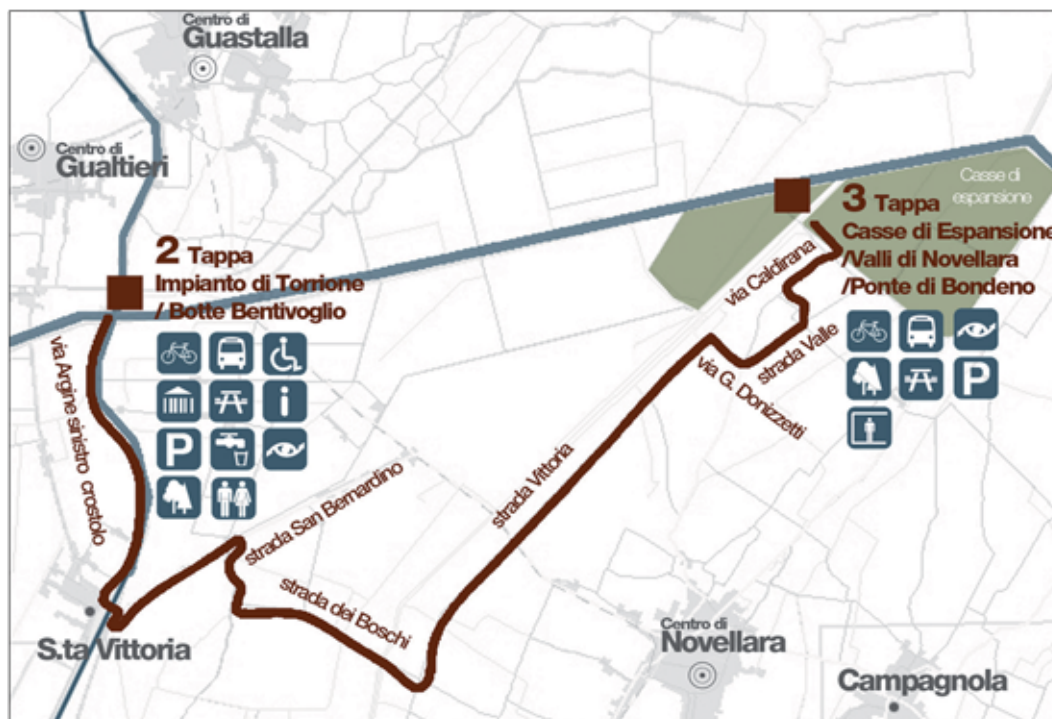 Centro di
Guastalla
Centro di
Gualtieri
2 Tappa
Impianto di Torrione
/ Botte Bentivoglio
i
P
via Argine sinistro crostolo
S.ta Vittoria
strada San Bernardino
strada dei Boschi
strada Vittoria
via G. Donizzetti
strada Valle
via Caldirana
Casse di
espansione
3 Tappa
Casse di Espansione
/Valli di Novellara
/Ponte di Bondeno
P
Centro di
Novellara
Campagnola